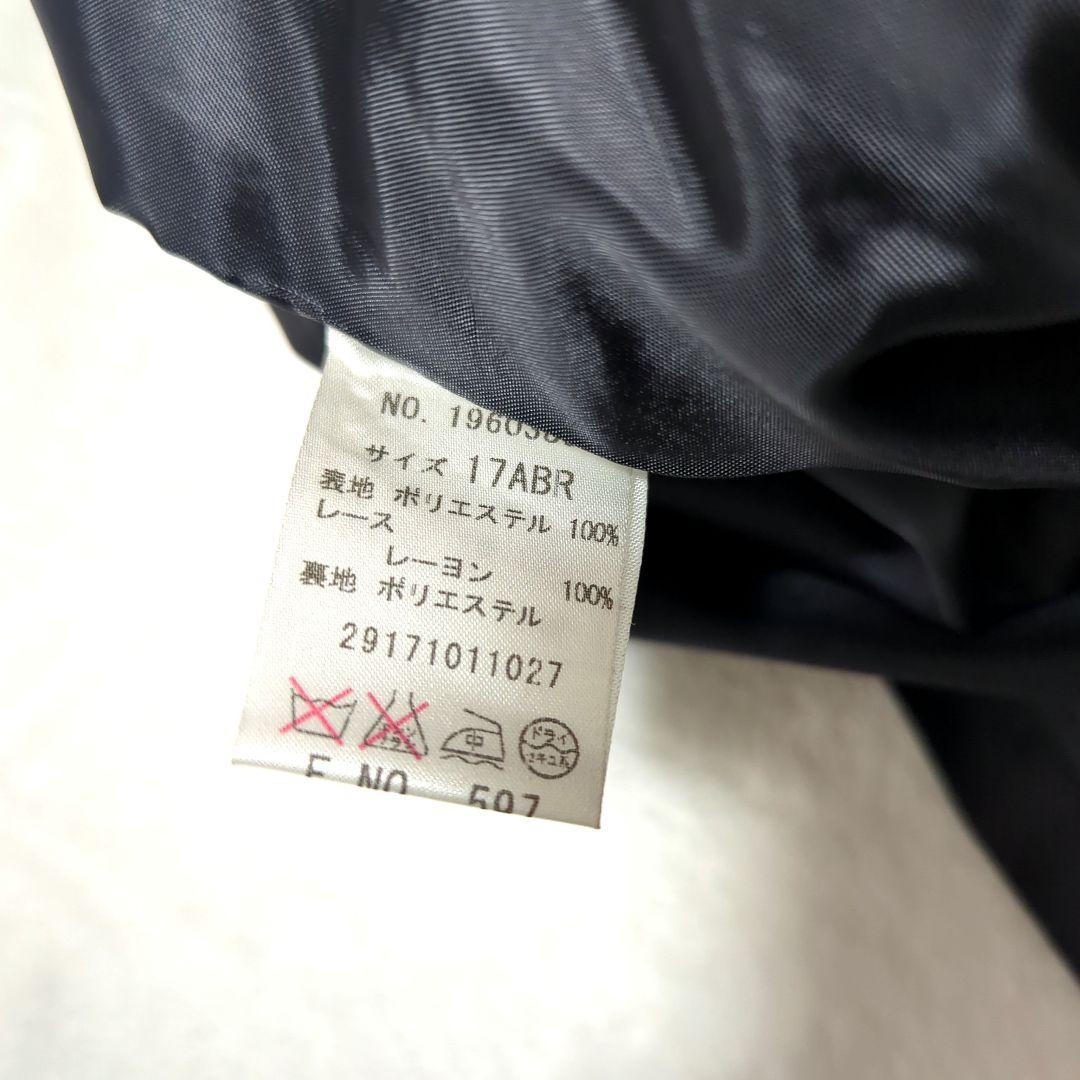 NO. 19603
サイズ 17ABR
表地 ポリエステル 100%
レース
レーヨン 100%
裏地 ポリエステル
29171011027
中 ドライ
NO. 597